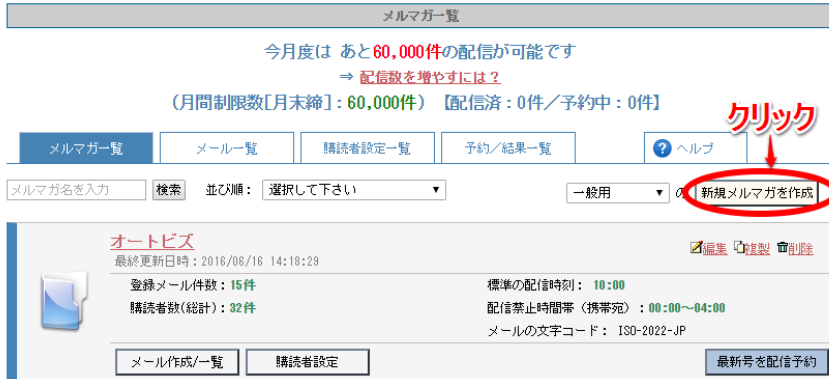 メルマガ一覧
今月度は あと60,000件の配信が可能です
⇒ 配信数を増やすには？
（月間制限数[月末締]：60,000件）【配信済：0件／予約中：0件】
クリック
メルマガ一覧 メール一覧 購読者設定一覧 予約／結果一覧 ? ヘルプ
メルマガ名を入力 検索 並び順： 選択して下さい ▼ 一般用 ▼ の 新規メルマガを作成
オートビズ
編集 複製 削除
最終更新日時：2016/06/16 14:18:29
登録メール件数：15件 標準の配信時刻： 10:00
購読者数(総計)：32件 配信禁止時間帯（携帯宛）：00:00～04:00
メールの文字コード： ISO-2022-JP
メール作成/一覧 購読者設定 最新号を配信予約